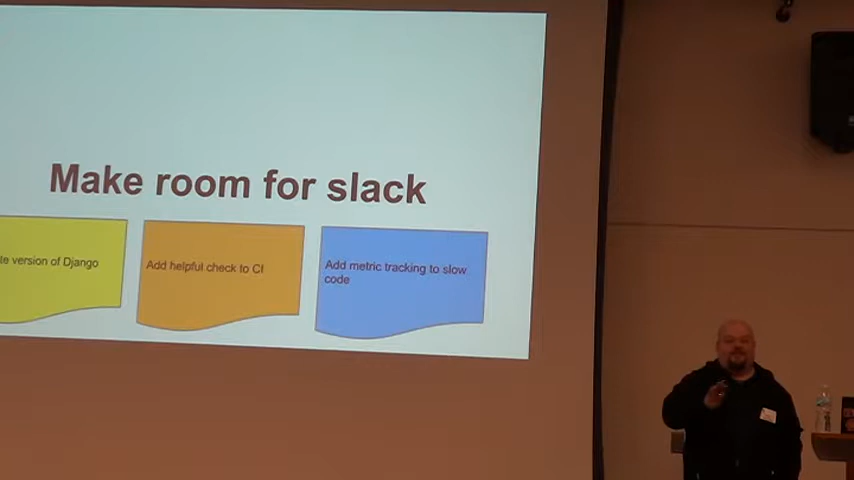 Make room for slack
te version of Django
Add helpful check to CI
Add metric tracking to slow
code